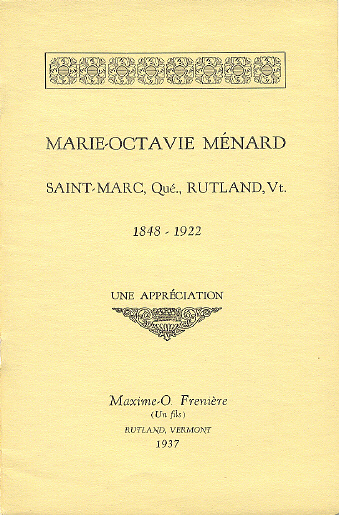 MARIE-OCTAVIE MÉNARD
SAINT-MARC, Qué., RUTLAND, Vt.
1848 - 1922
UNE APPRÉCIATION
Maxime-O. Frenière
(Un fils)
RUTLAND, VERMONT
1937